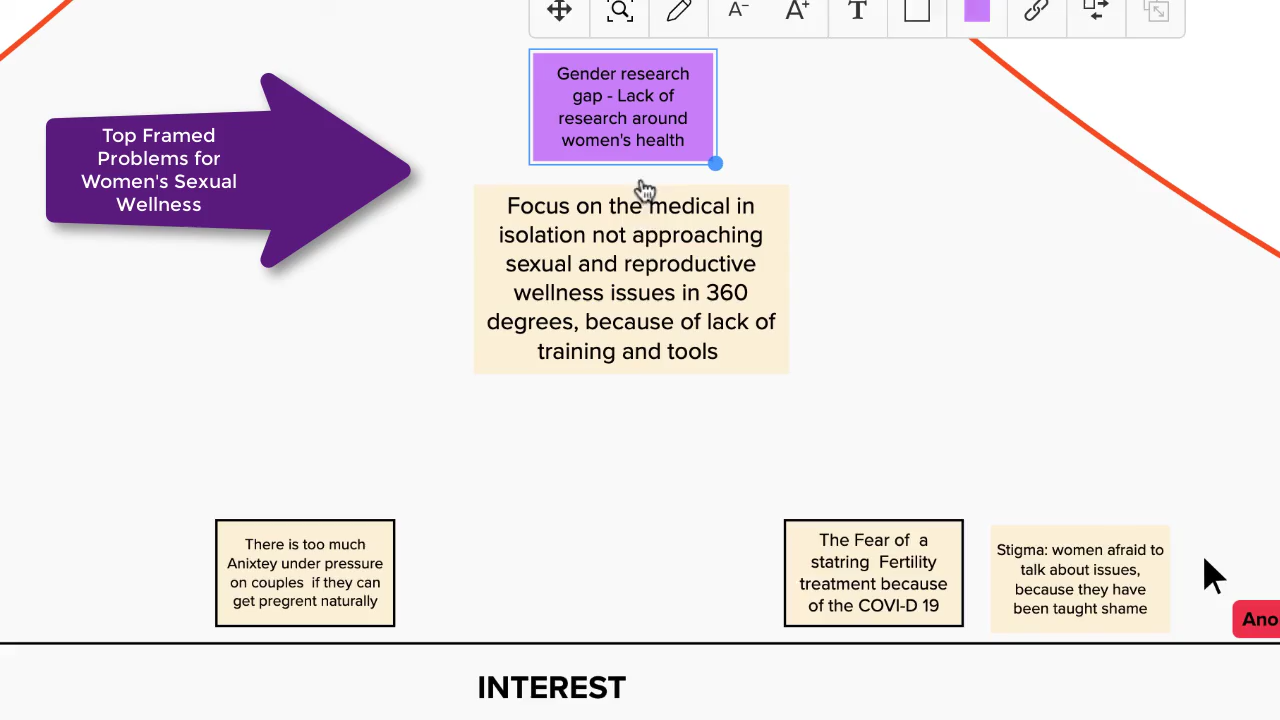 A-
A+
T
Gender research
gap - Lack of
research around
women's health
Top Framed
Problems for
Women's Sexual
Wellness
Focus on the medical in
isolation not approaching
sexual and reproductive
wellness issues in 360
degrees, because of lack of
training and tools
There is too much
Anixtey under pressure
on couples if they can
get pregrent naturally
The Fear of a
statring Fertility
treatment because
of the COVI-D 19
Stigma: women afraid to
talk about issues,
because they have
been taught shame
Ano
INTEREST